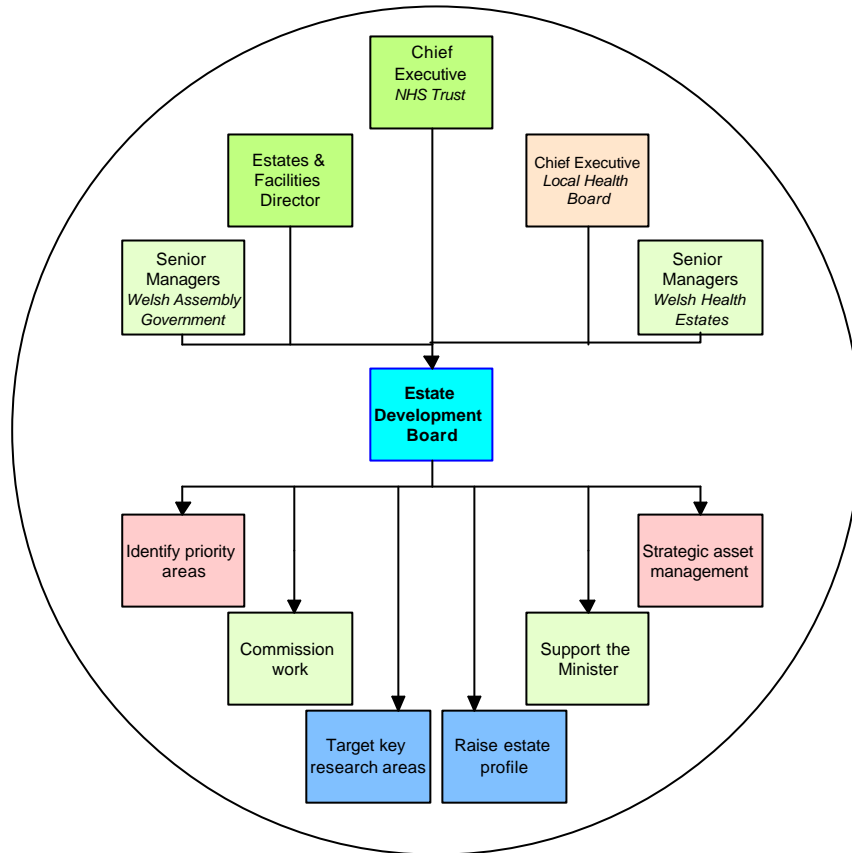 Chief
Executive
NHS Trust
Estates &
Facilities
Director
Chief Executive
Local Health
Board
Senior
Managers
Welsh Assembly
Government
Senior
Managers
Welsh Health
Estates
Estate
Development
Board
Identify priority
areas
Strategic asset
management
Commission
work
Support the
Minister
Target key
research areas
Raise estate
profile